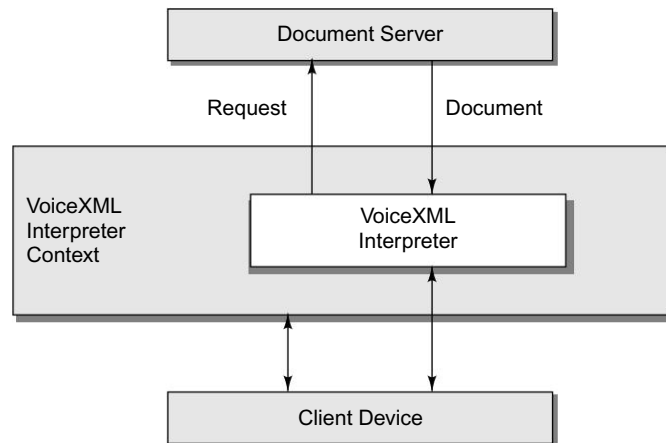 Document Server
Request
Document
VoiceXML
Interpreter
Context
VoiceXML
Interpreter
Client Device